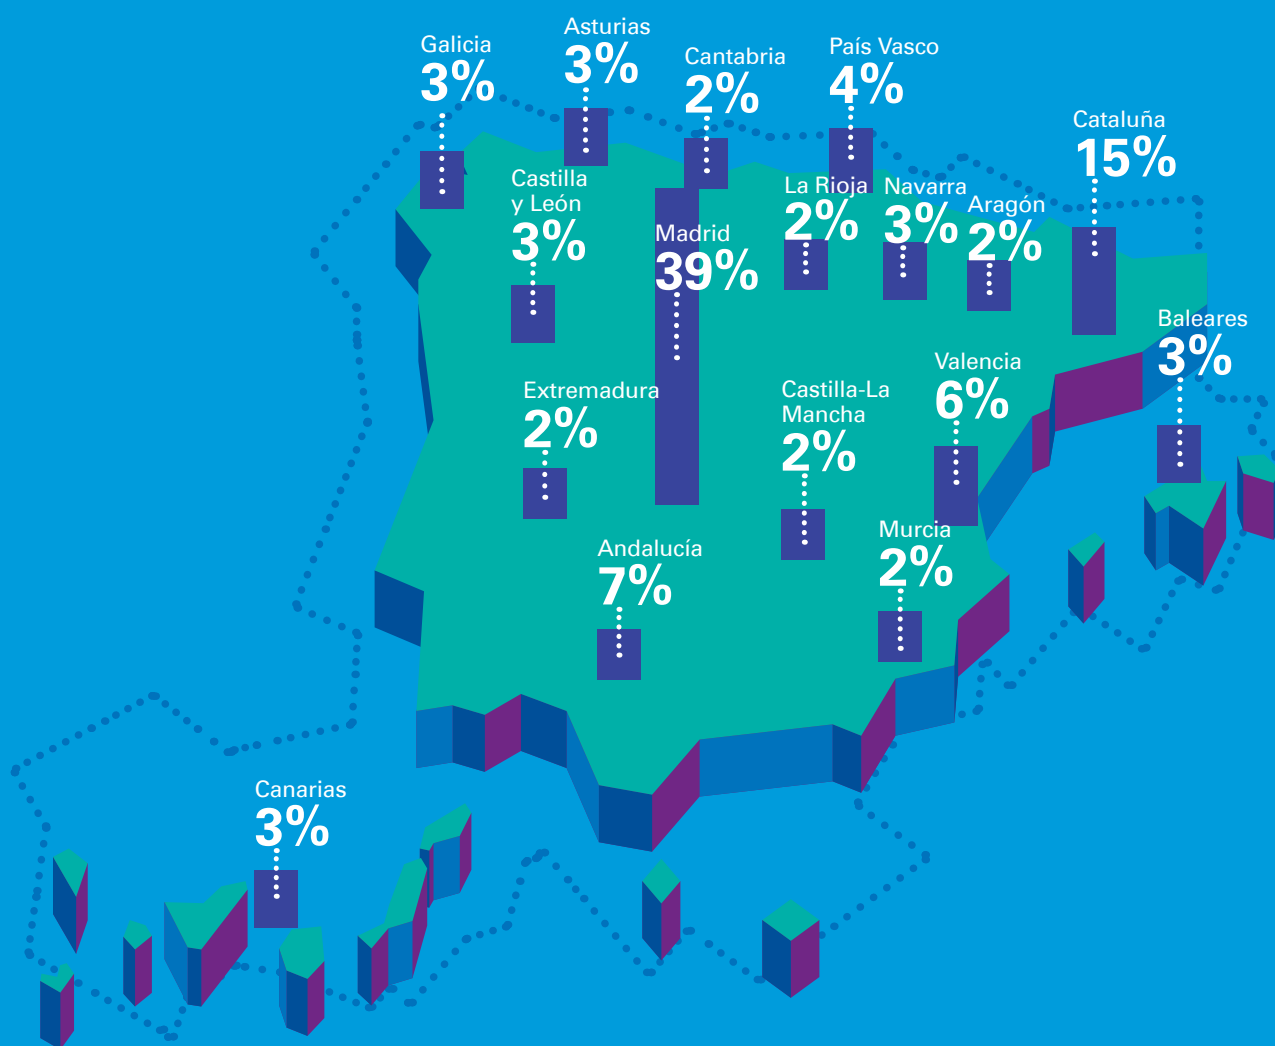 Galicia
3%
Asturias
3%
Cantabria
2%
País Vasco
4%
Cataluña
15%
Castilla
y León
3%
Madrid
39%
La Rioja
2%
Navarra
3%
Aragón
2%
Baleares
3%
Extremadura
2%
Castilla-La
Mancha
2%
Valencia
6%
Andalucía
7%
Murcia
2%
Canarias
3%